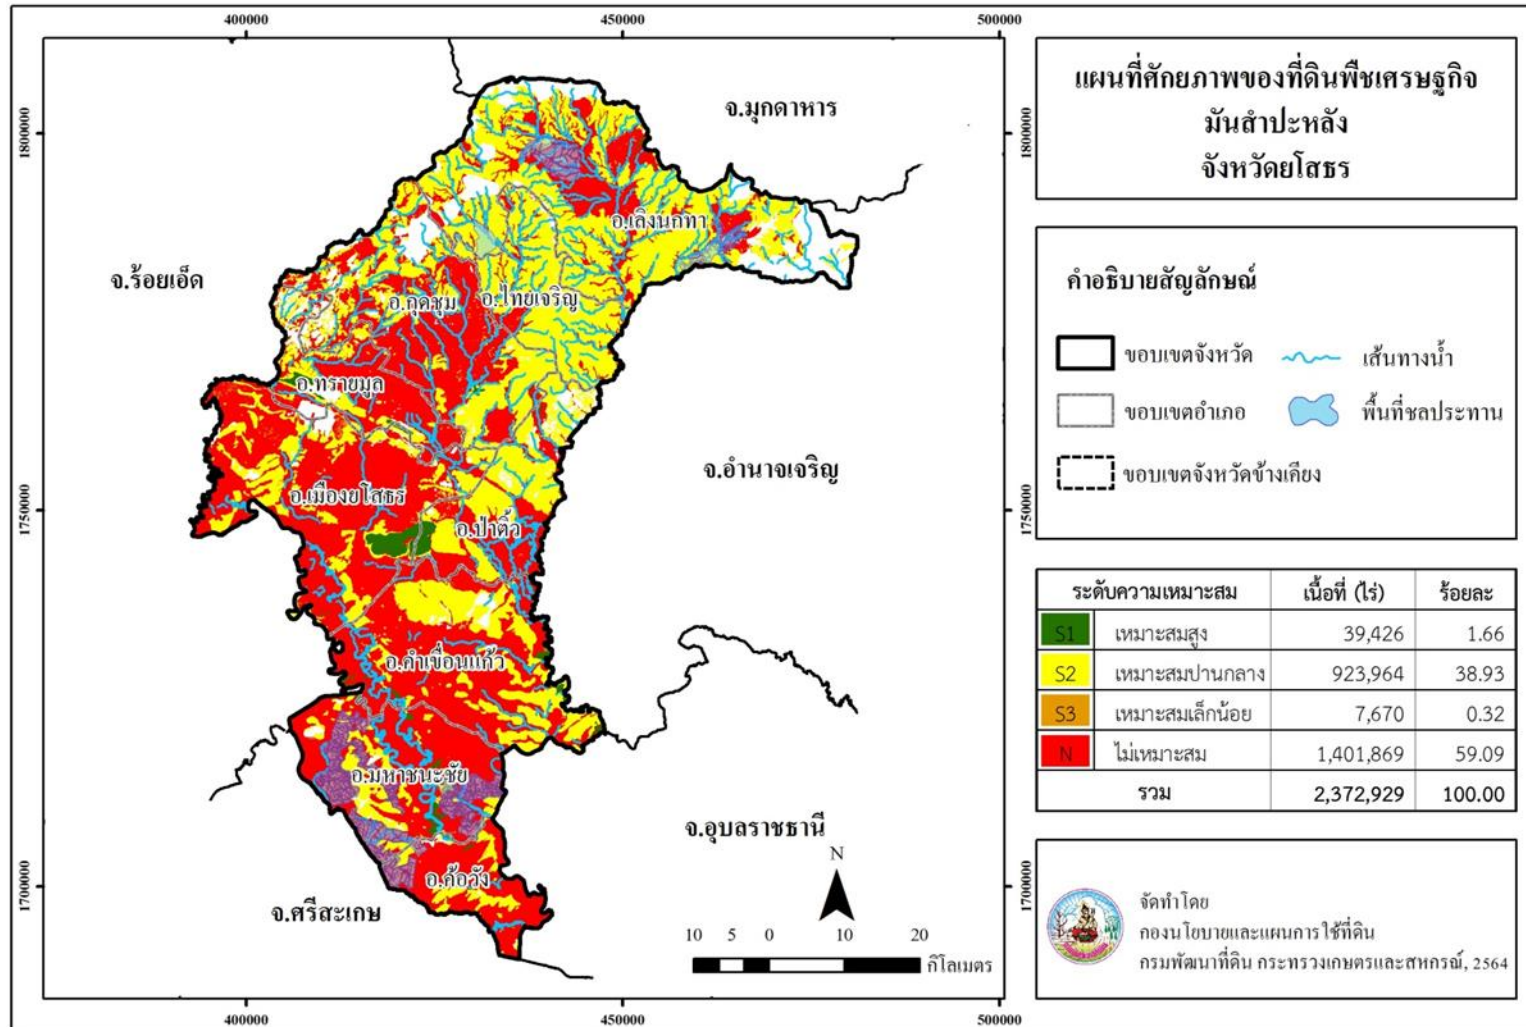 400000
450000
500000
1800000
1750000
1700000
1800000
1750000
1700000
400000
450000
500000
จ.มุกดาหาร
จ.ร้อยเอ็ด
จ.อำนาจเจริญ
จ.อุบลราชธานี
จ.ศรีสะเกษ
อ.เลิงนกทา
อ.กุดชุม
อ.ไทยเจริญ
อ.ทรายมูล
อ.เมืองยโสธร
อ.ป่าติ้ว
อ.คำเขื่อนแก้ว
อ.มหาชนะชัย
อ.ค้อวัง
N
10 5 0 10 20
กิโลเมตร
แผนที่ศักยภาพของที่ดินพืชเศรษฐกิจ
มันสำปะหลัง
จังหวัดยโสธร
คำอธิบายสัญลักษณ์
ขอบเขตจังหวัด เส้นทางน้ำ
ขอบเขตอำเภอ พื้นที่ชลประทาน
ขอบเขตจังหวัดข้างเคียง
ระดับความเหมาะสม เนื้อที่ (ไร่) ร้อยละ
S1 เหมาะสมสูง 39,426 1.66
S2 เหมาะสมปานกลาง 923,964 38.93
S3 เหมาะสมเล็กน้อย 7,670 0.32
N ไม่เหมาะสม 1,401,869 59.09
รวม 2,372,929 100.00
จัดทำโดย
กองนโยบายและแผนการใช้ที่ดิน
กรมพัฒนาที่ดิน กระทรวงเกษตรและสหกรณ์, 2564